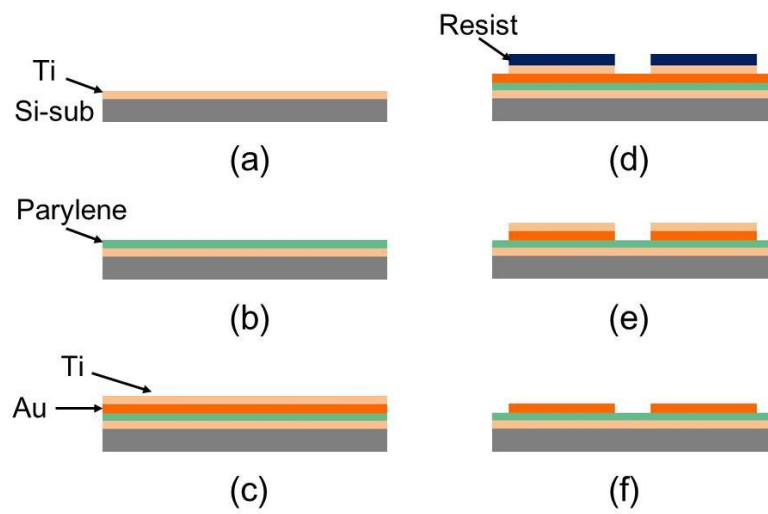 Ti
Si-sub
(a)
Parylene
(b)
Ti
Au
(c)
Resist
(d)
(e)
(f)